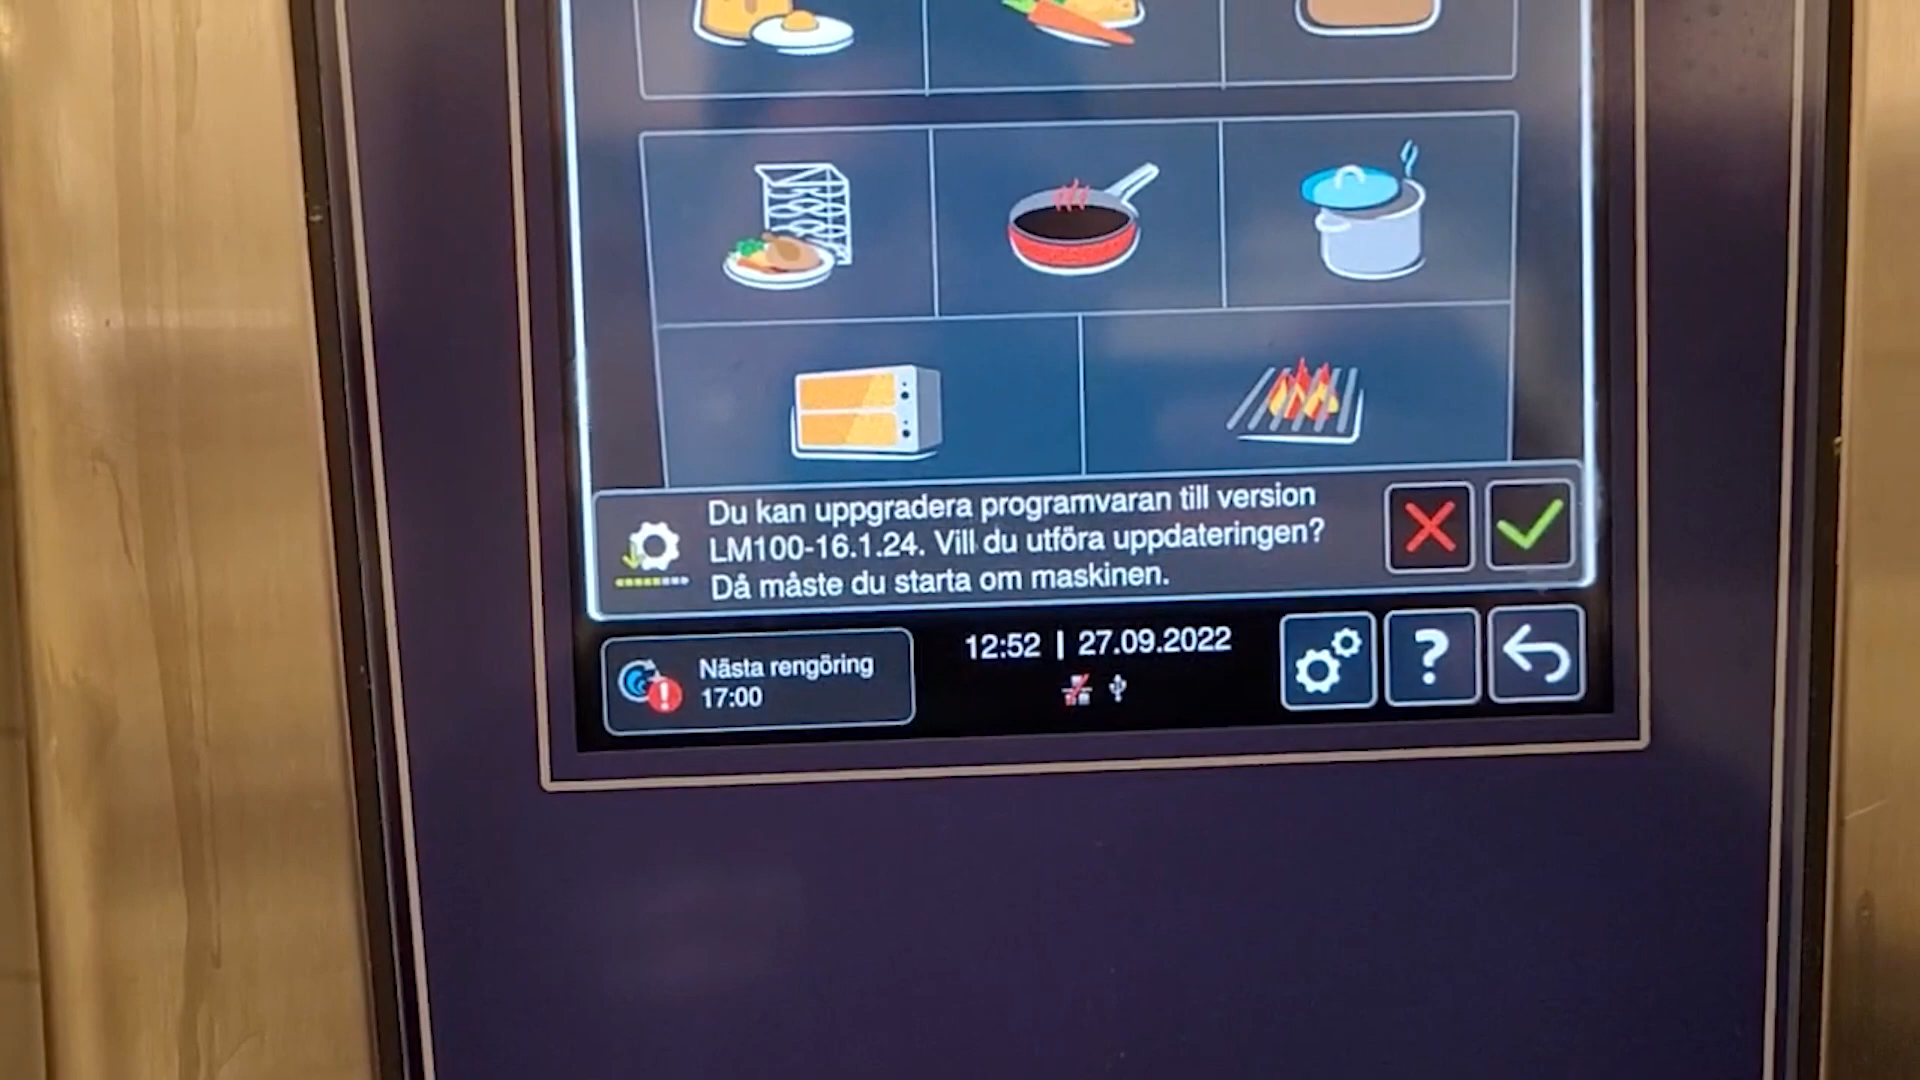 Du kan uppgradera programvaran till version
LM100-16.1.24. Vill du utföra uppdateringen?
Då måste du starta om maskinen.
Nästa rengöring
17:00
12:52 | 27.09.2022
?